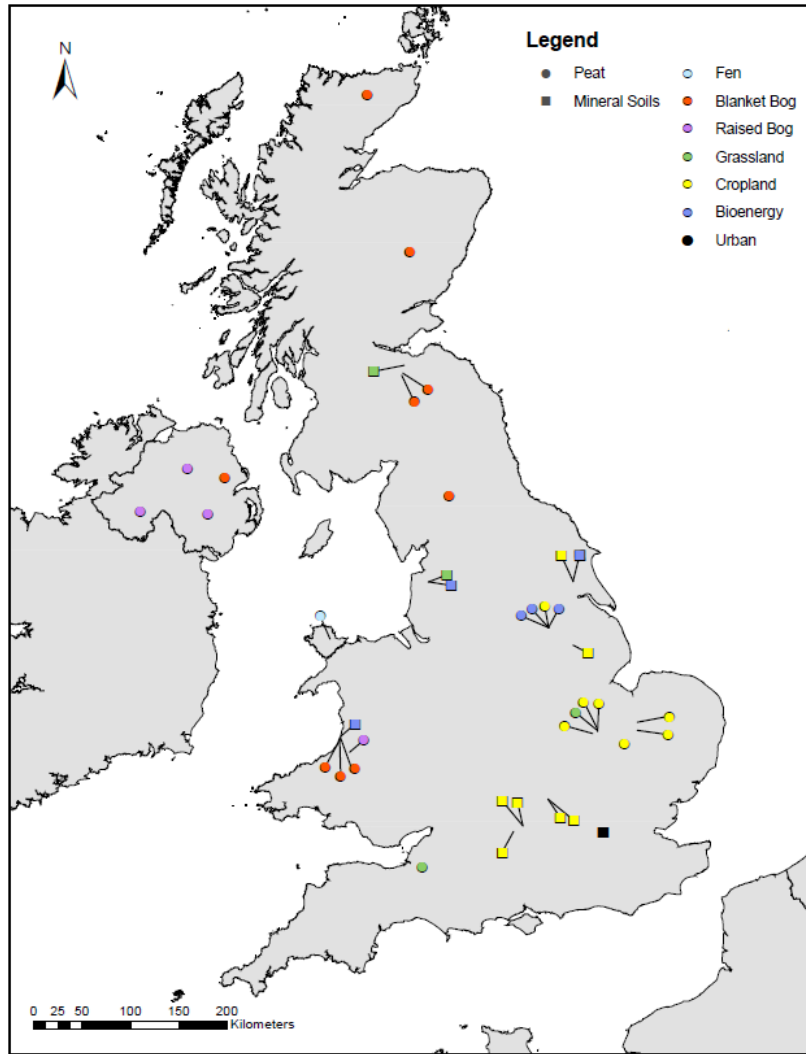 Legend
N
Peat
Fen
Mineral Soils
Blanket Bog
Raised Bog
Grassland
Cropland
Bioenergy
Urban
0 25 50 100 150 200
Kilometers